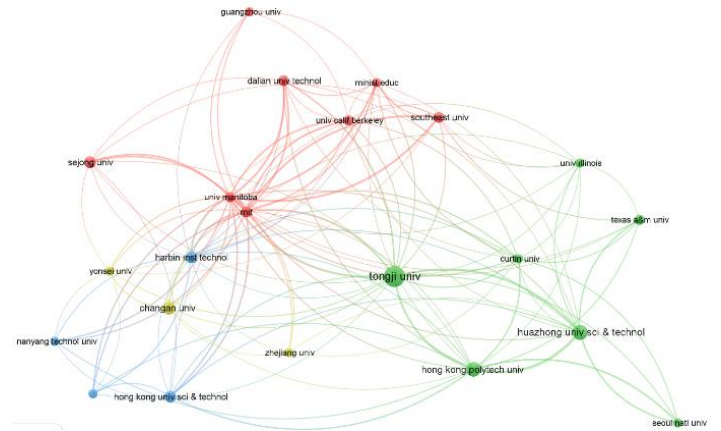 guangzhou univ
dalian univ technol
minist educ
univ calif berkeley
southeast univ
sejong univ
univ illinois
univ manitoba
mit
texas a&m univ
harbin inst technol
curtin univ
yonsei univ
tongji univ
changan univ
huazhong univ sci & technol
nanyang technol univ
zhejiang univ
hong kong polytech univ
hong kong univ sci & technol
seoul natl univ